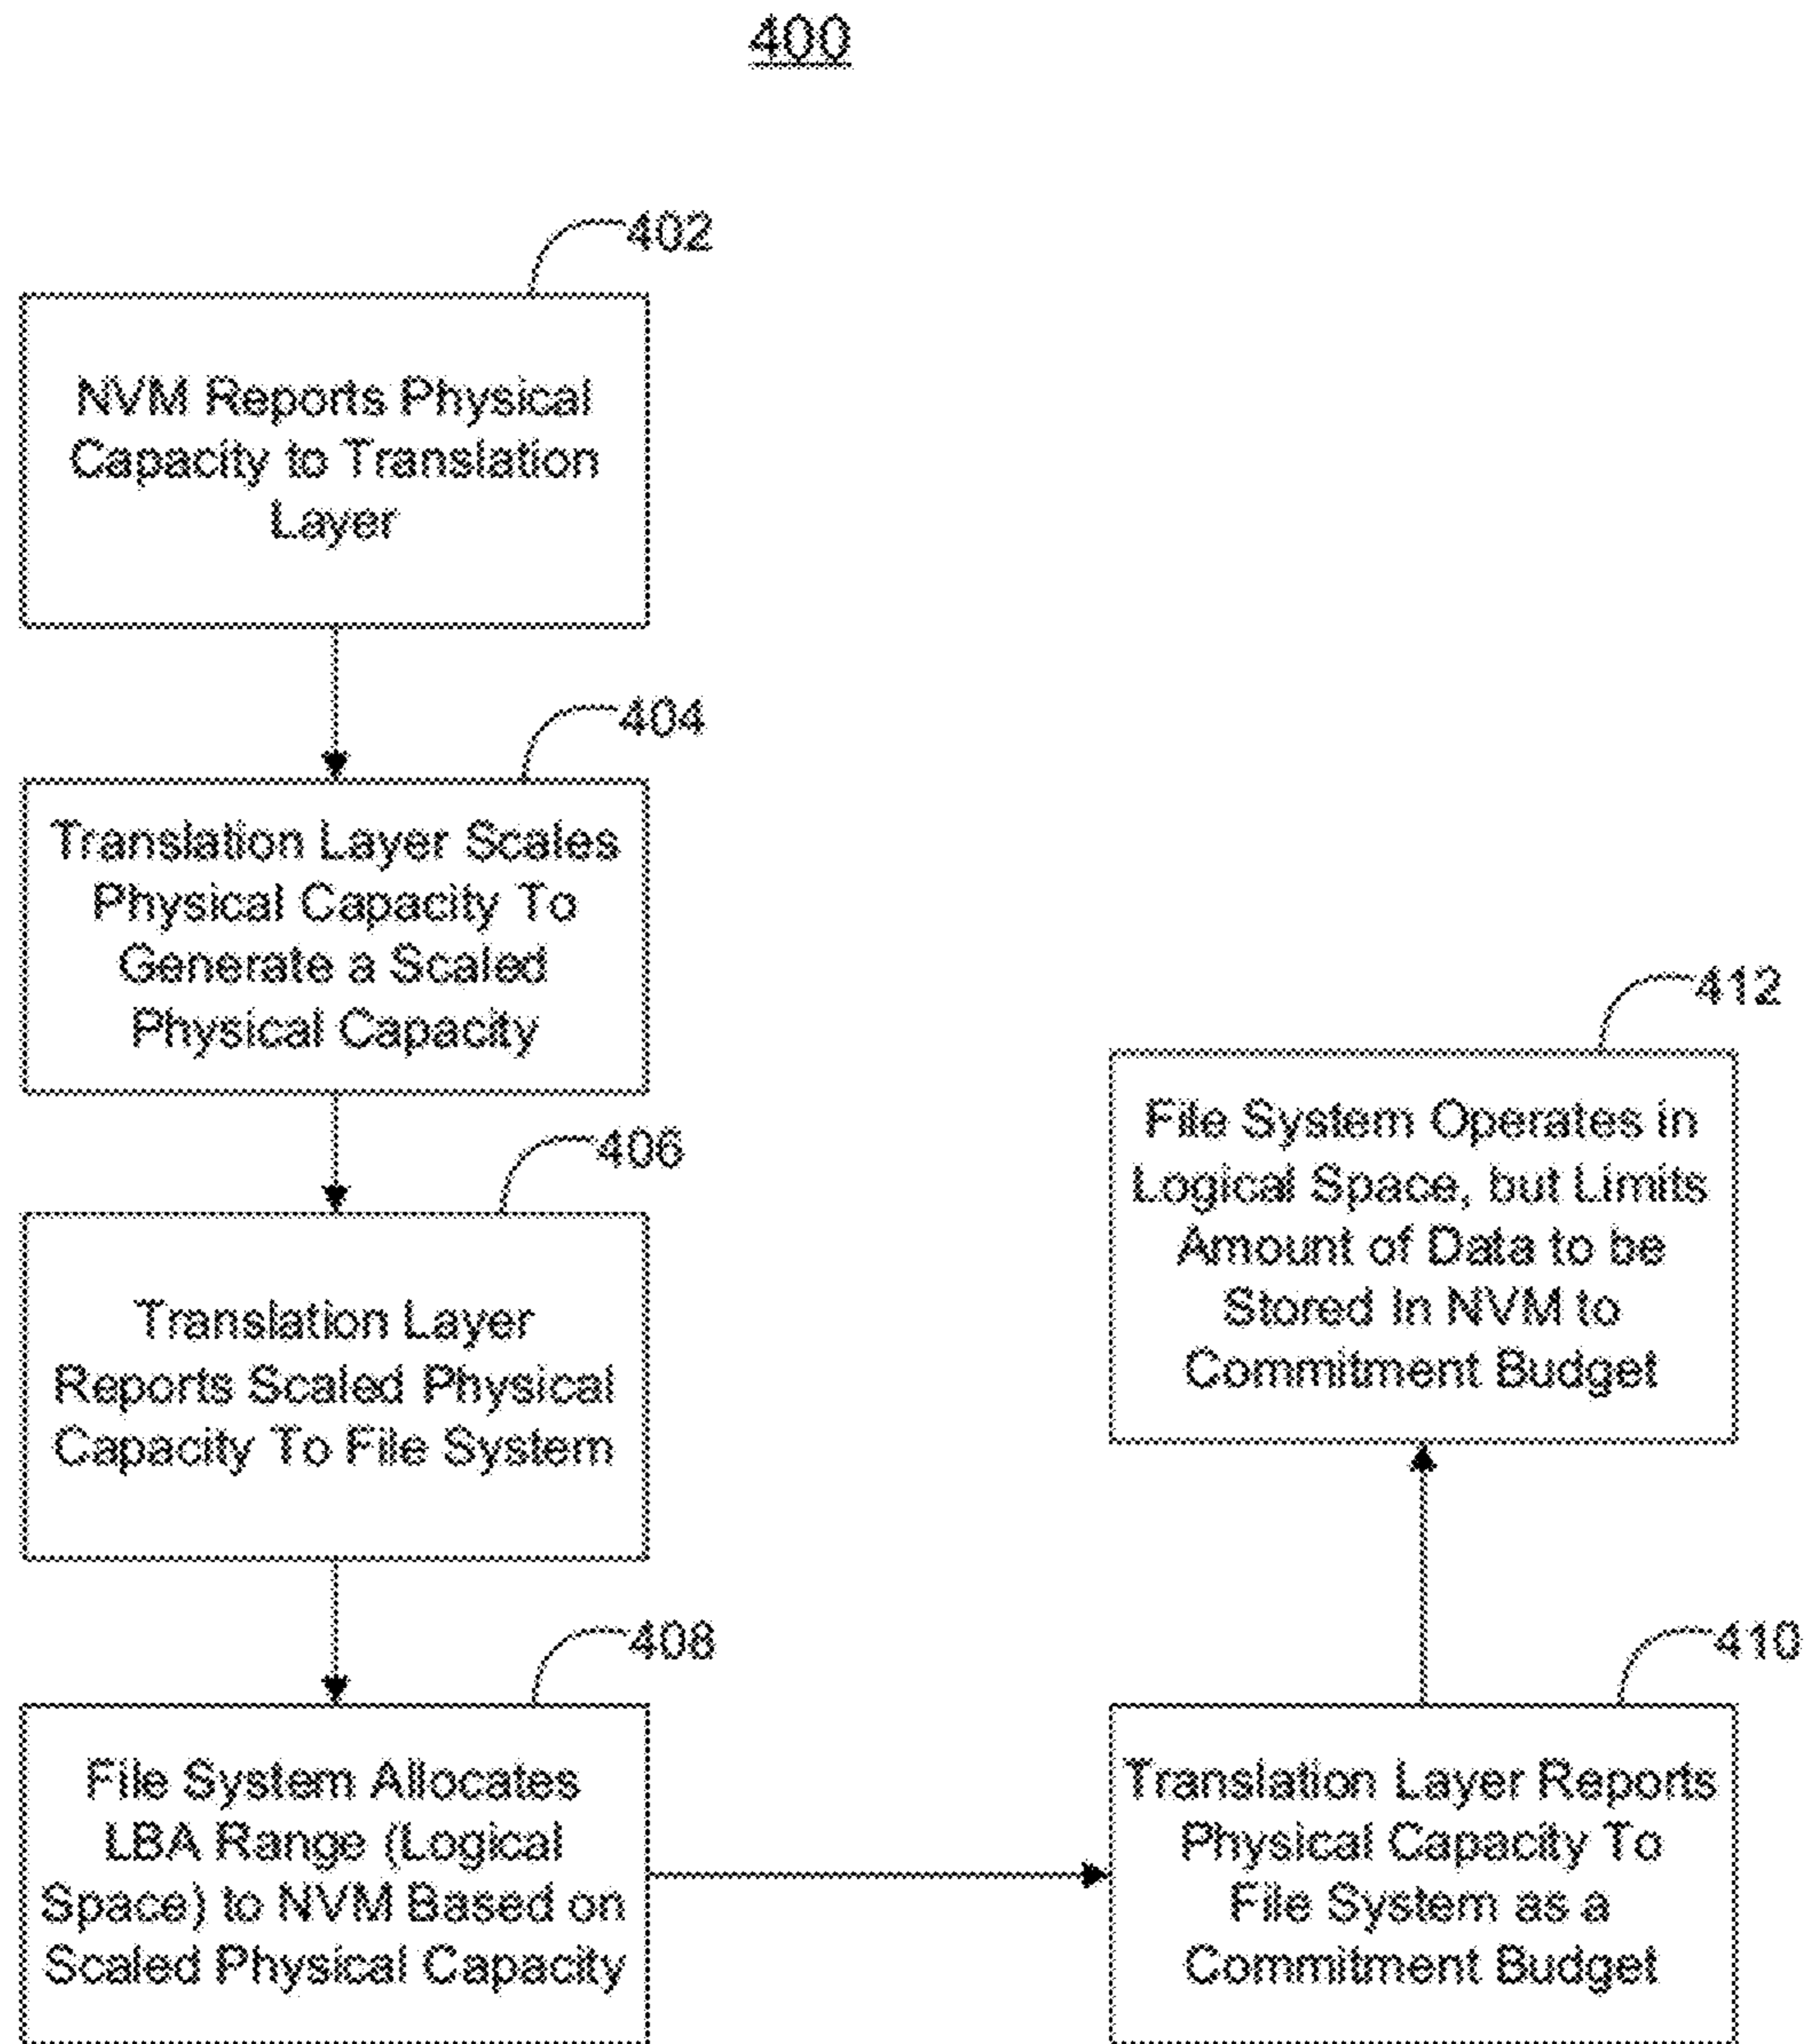 400
402
NVM Reports Physical
Capacity to Translation
Layer
404
Translation Layer Scales
Physical Capacity To
Generate a Scaled
Physical Capacity
406
Translation Layer
Reports Scaled Physical
Capacity To File System
408
File System Allocates
LBA Range (Logical
Space) to NVM Based on
Scaled Physical Capacity
410
Translation Layer Reports
Physical Capacity To
File System as a
Commitment Budget
412
File System Operates in
Logical Space, but Limits
Amount of Data to be
Stored In NVM to
Commitment Budget